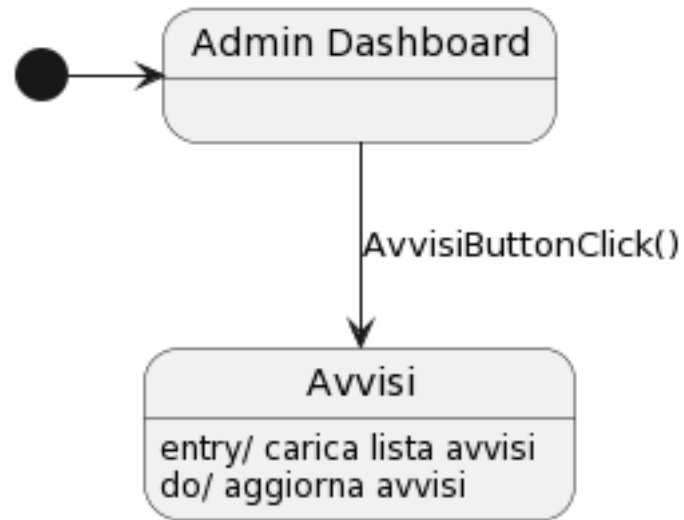 Admin Dashboard
AvvisiButtonClick()
Avvisi
entry/ carica lista avvisi
do/ aggiorna avvisi